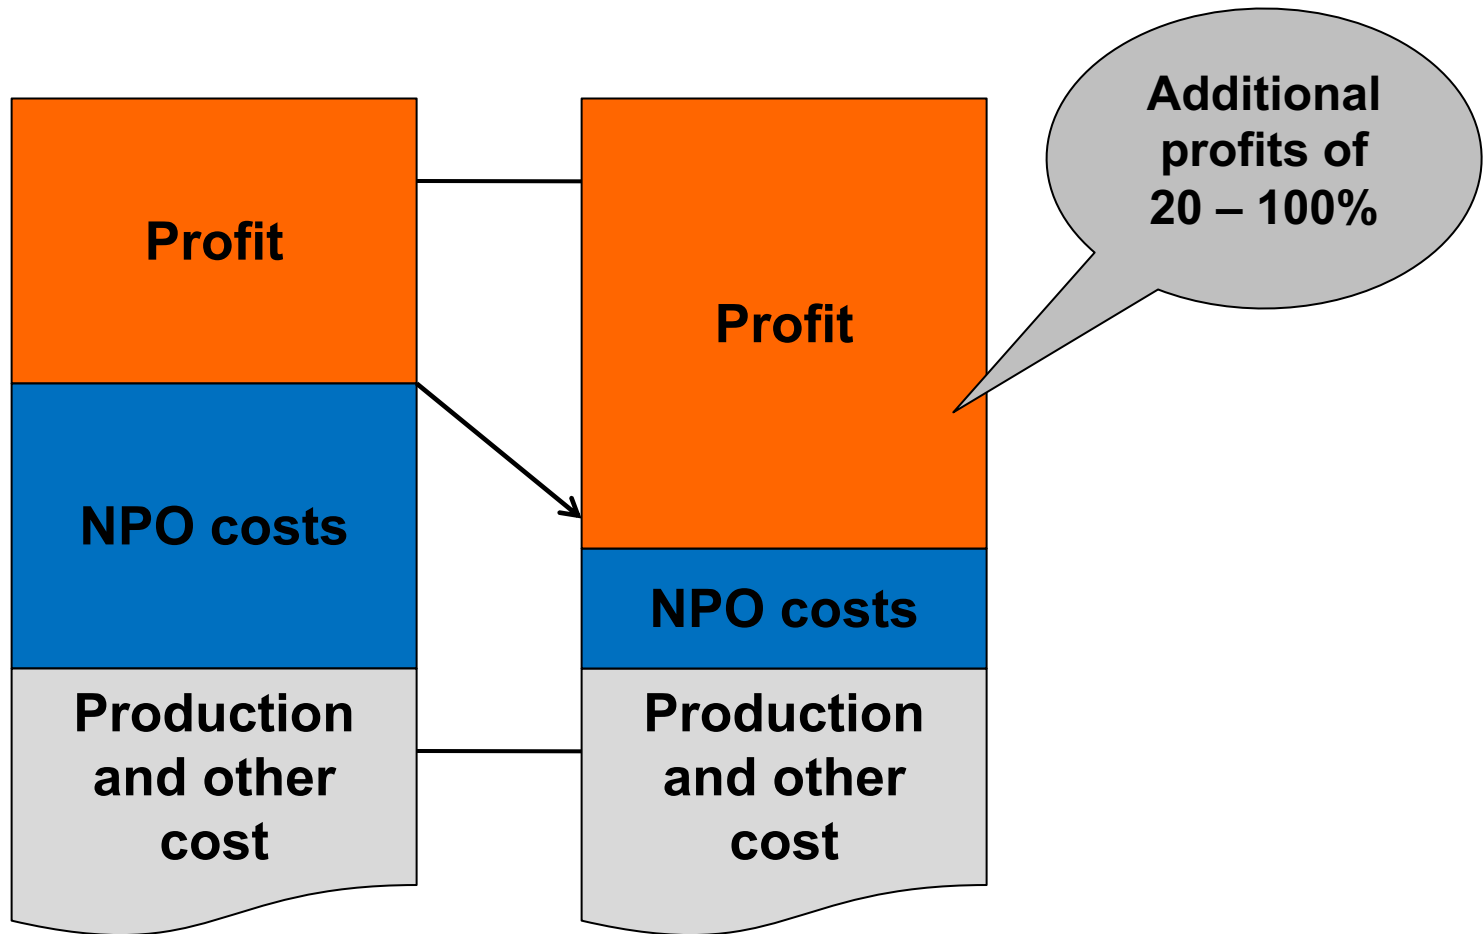 Profit
NPO costs
Production
and other
cost
Profit
NPO costs
Production
and other
cost
Additional
profits of
20 – 100%